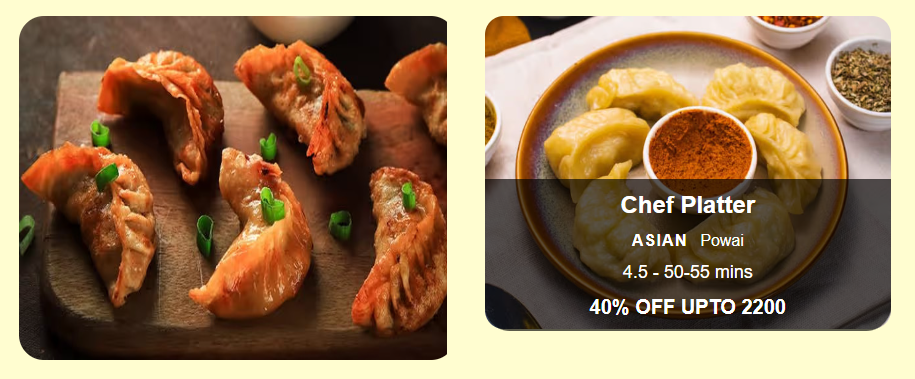 Chef Platter
ASIAN Powai
4.5 - 50-55 mins
40% OFF UPTO 2200